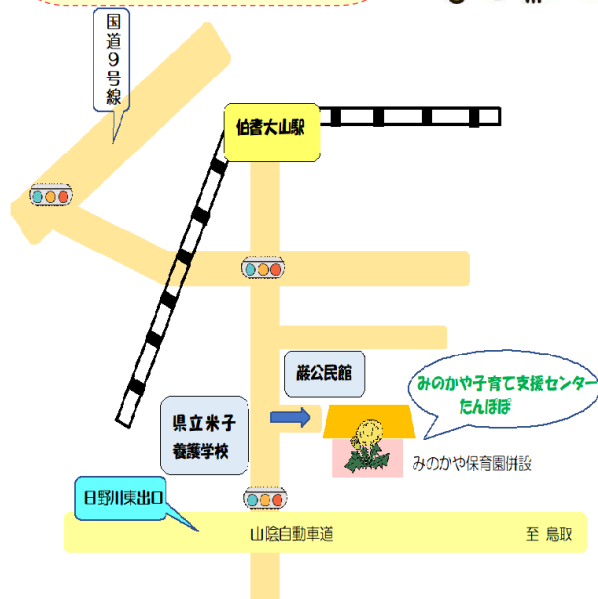 国道9号線
伯耆大山駅
巌公民館
みのかや子育て支援センター
たんぽぽ
県立米子
養護学校
みのかや保育園併設
日野川東出口
山陰自動車道
至 鳥取